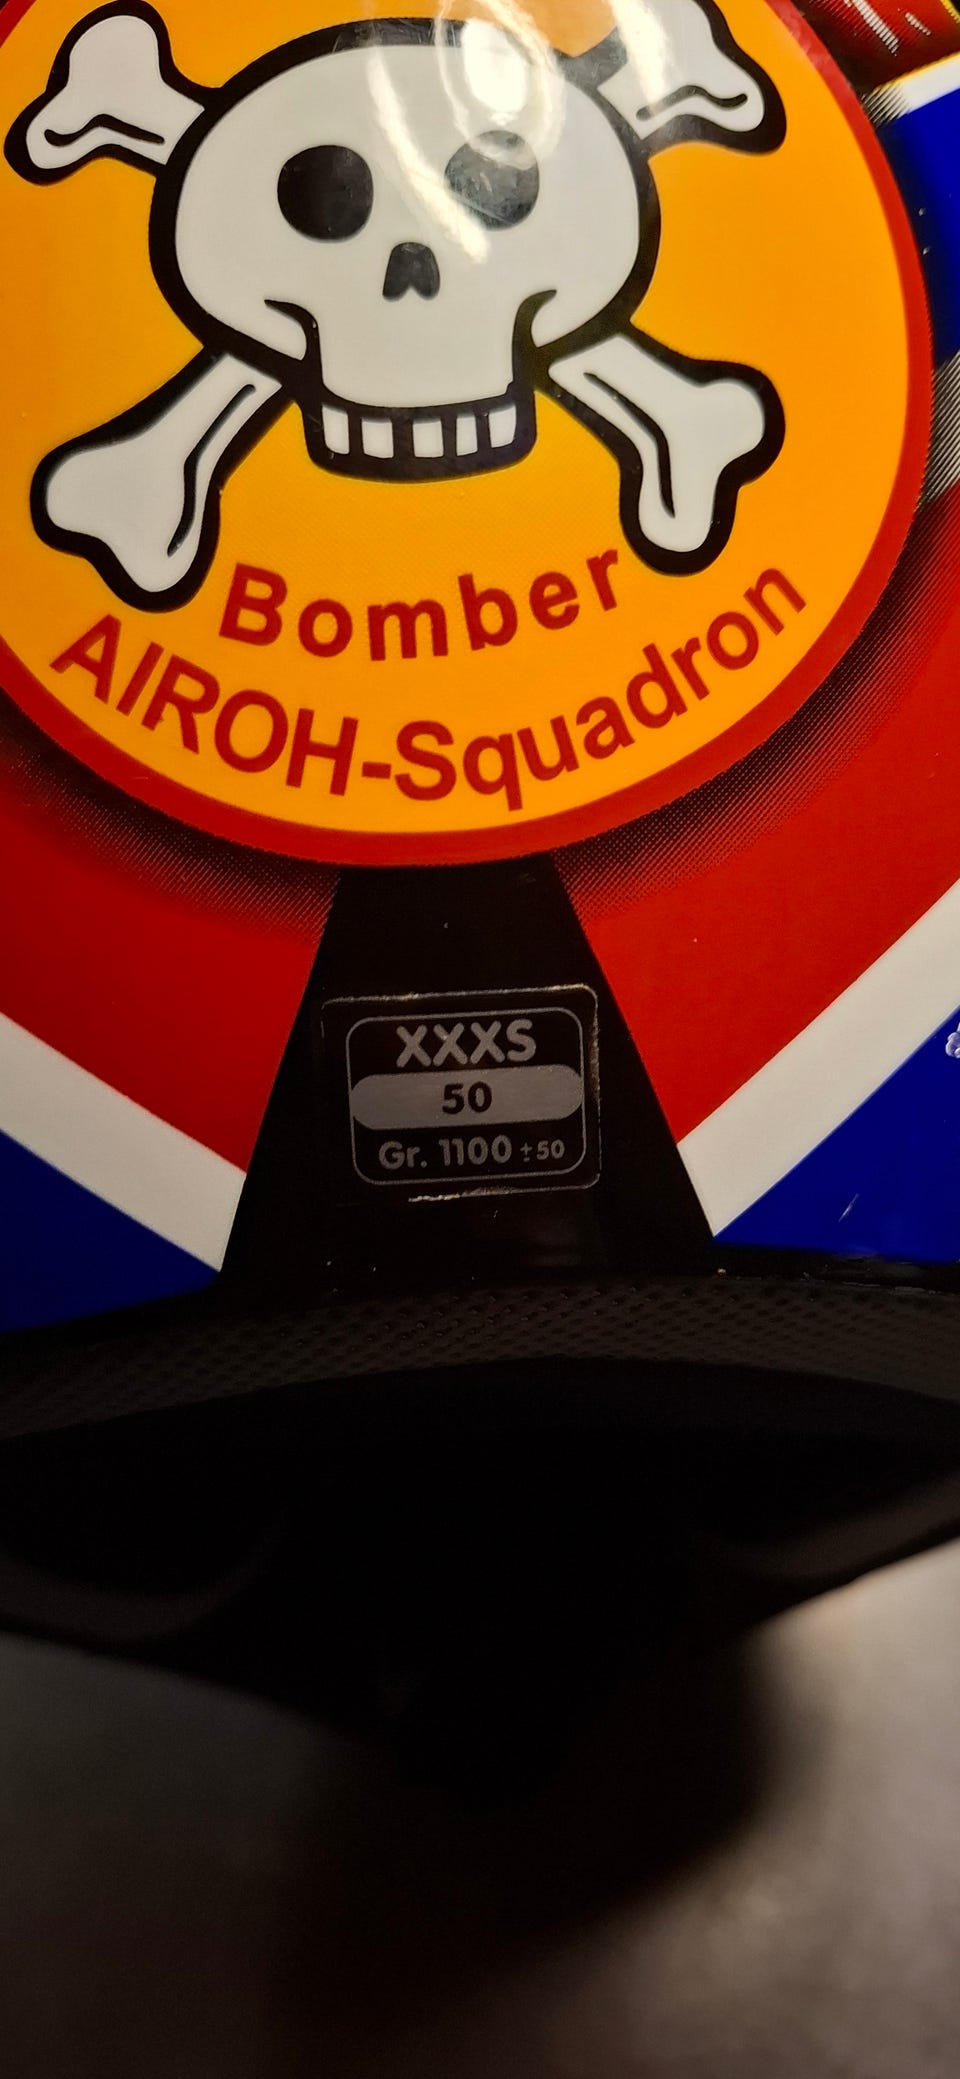 Bomber
AIROH-Squadron
XXXS
50
Gr. 1100 ±50